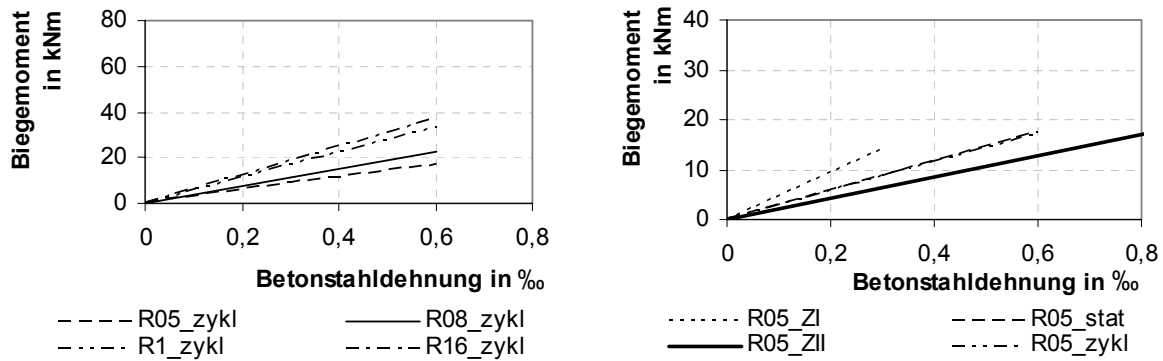 Biegemoment
in kNm
80
60
40
20
0
0 0,2 0,4 0,6 0,8
Betonstahldehnung in ‰
R05_zykl R08_zykl
R1_zykl R16_zykl
Biegemoment
in kNm
40
30
20
10
0
0 0,2 0,4 0,6 0,8
Betonstahldehnung in ‰
R05_ZI R05_stat
R05_ZII R05_zykl